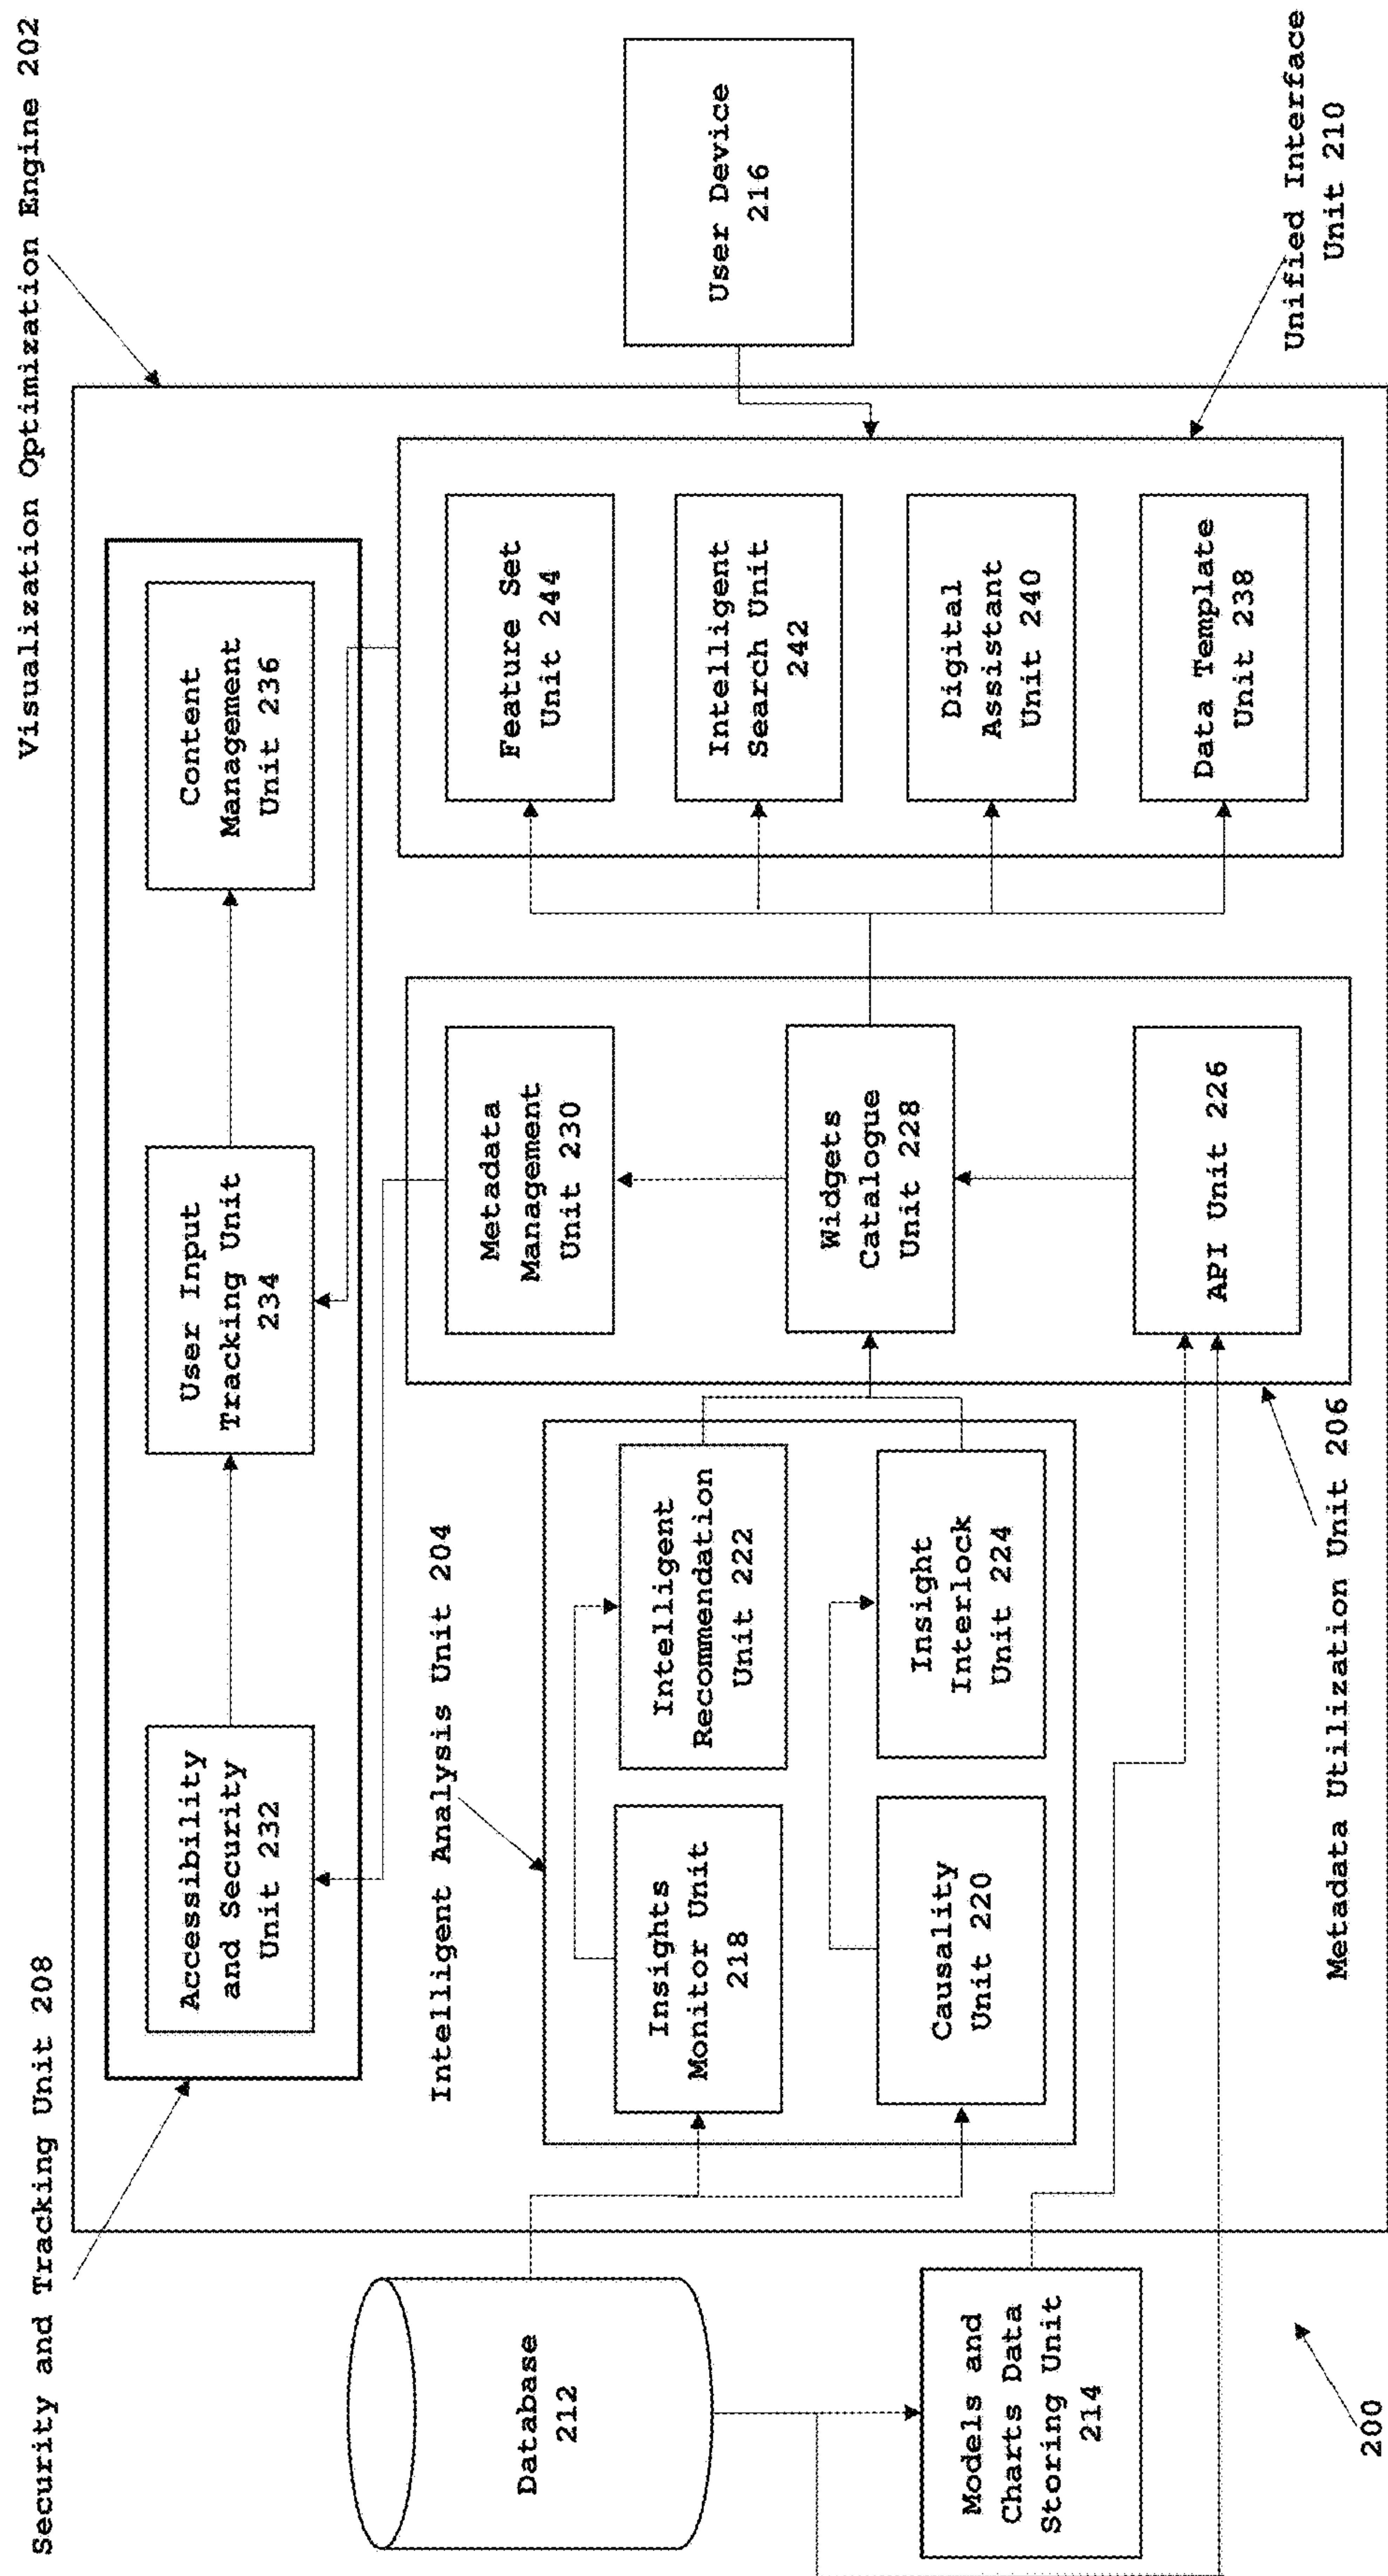 Visualization Optimization Engine 202
Security and Tracking Unit 208
Accessibility
and Security
Unit 232
User Input
Tracking Unit
234
Content
Management
Unit 236
Intelligent Analysis Unit 204
Database
212
Insights
Monitor Unit
218
Intelligent
Recommendation
Unit 222
Causality
Unit 220
Insight
Interlock
Unit 224
Metadata
Management
Unit 230
Widgets
Catalogue
Unit 228
API Unit 226
Feature Set
Unit 244
Intelligent
Search Unit
242
Digital
Assistant
Unit 240
Data Template
Unit 238
User Device
216
Models and
Charts Data
Storing Unit
214
Metadata Utilization Unit 206
Unified Interface
Unit 210
200